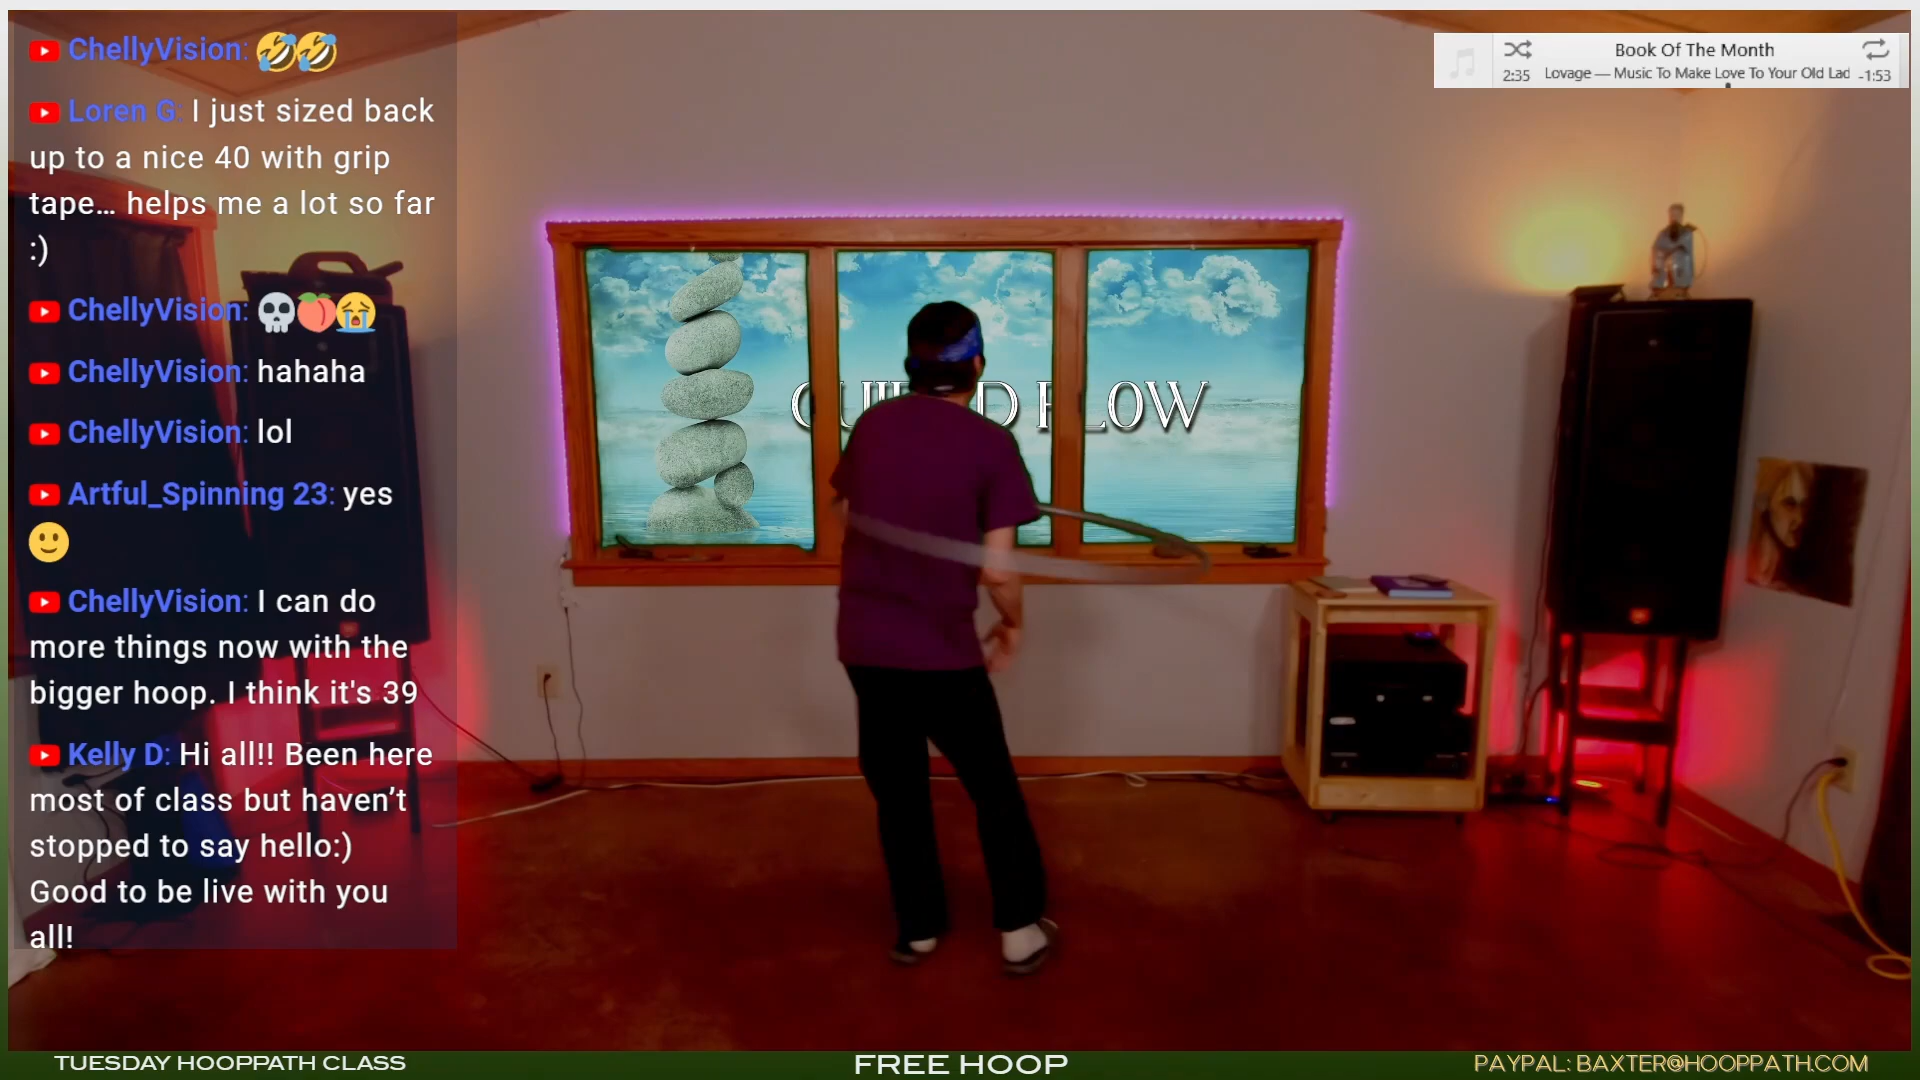 ChellyVision: 🤣🤣
Loren G: I just sized back
up to a nice 40 with grip
tape… helps me a lot so far
:)
ChellyVision: 💀🍑😭
ChellyVision: hahaha
ChellyVision: lol
Artful_Spinning 23: yes
🙂
ChellyVision: I can do
more things now with the
bigger hoop. I think it's 39
Kelly D: Hi all!! Been here
most of class but haven’t
stopped to say hello:)
Good to be live with you
all!
Book Of The Month
2:35 Lovage — Music To Make Love To Your Old Lad -1:53
FLOW
TUESDAY HOOPPATH CLASS
FREE HOOP
PAYPAL: BAXTER@HOOPPATH.COM